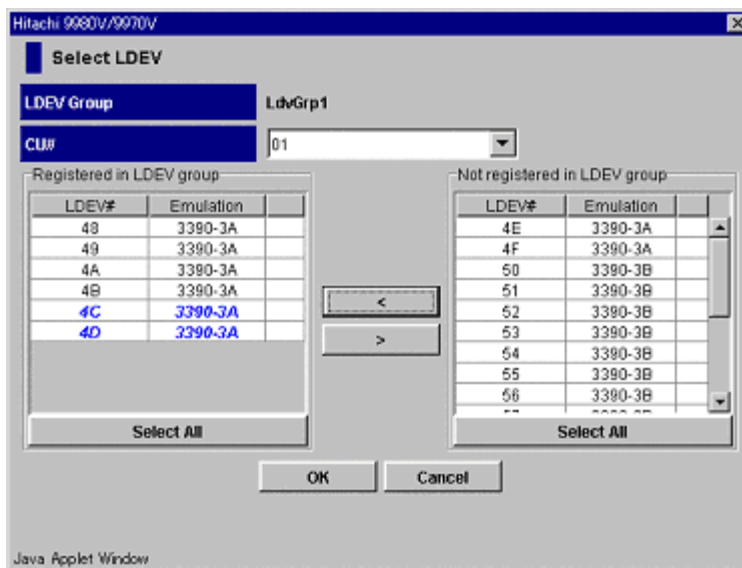 Hitachi 9980V/9970V
Select LDEV
LDEV Group LdvGrp1
CU# 01
Registered in LDEV group
LDEV# Emulation
48 3390-3A
49 3390-3A
4A 3390-3A
4B 3390-3A
4C 3390-3A
4D 3390-3A
Select All
<
>
Not registered in LDEV group
LDEV# Emulation
4E 3390-3A
4F 3390-3A
50 3390-3B
51 3390-3B
52 3390-3B
53 3390-3B
54 3390-3B
55 3390-3B
56 3390-3B
Select All
OK Cancel
Java Applet Window